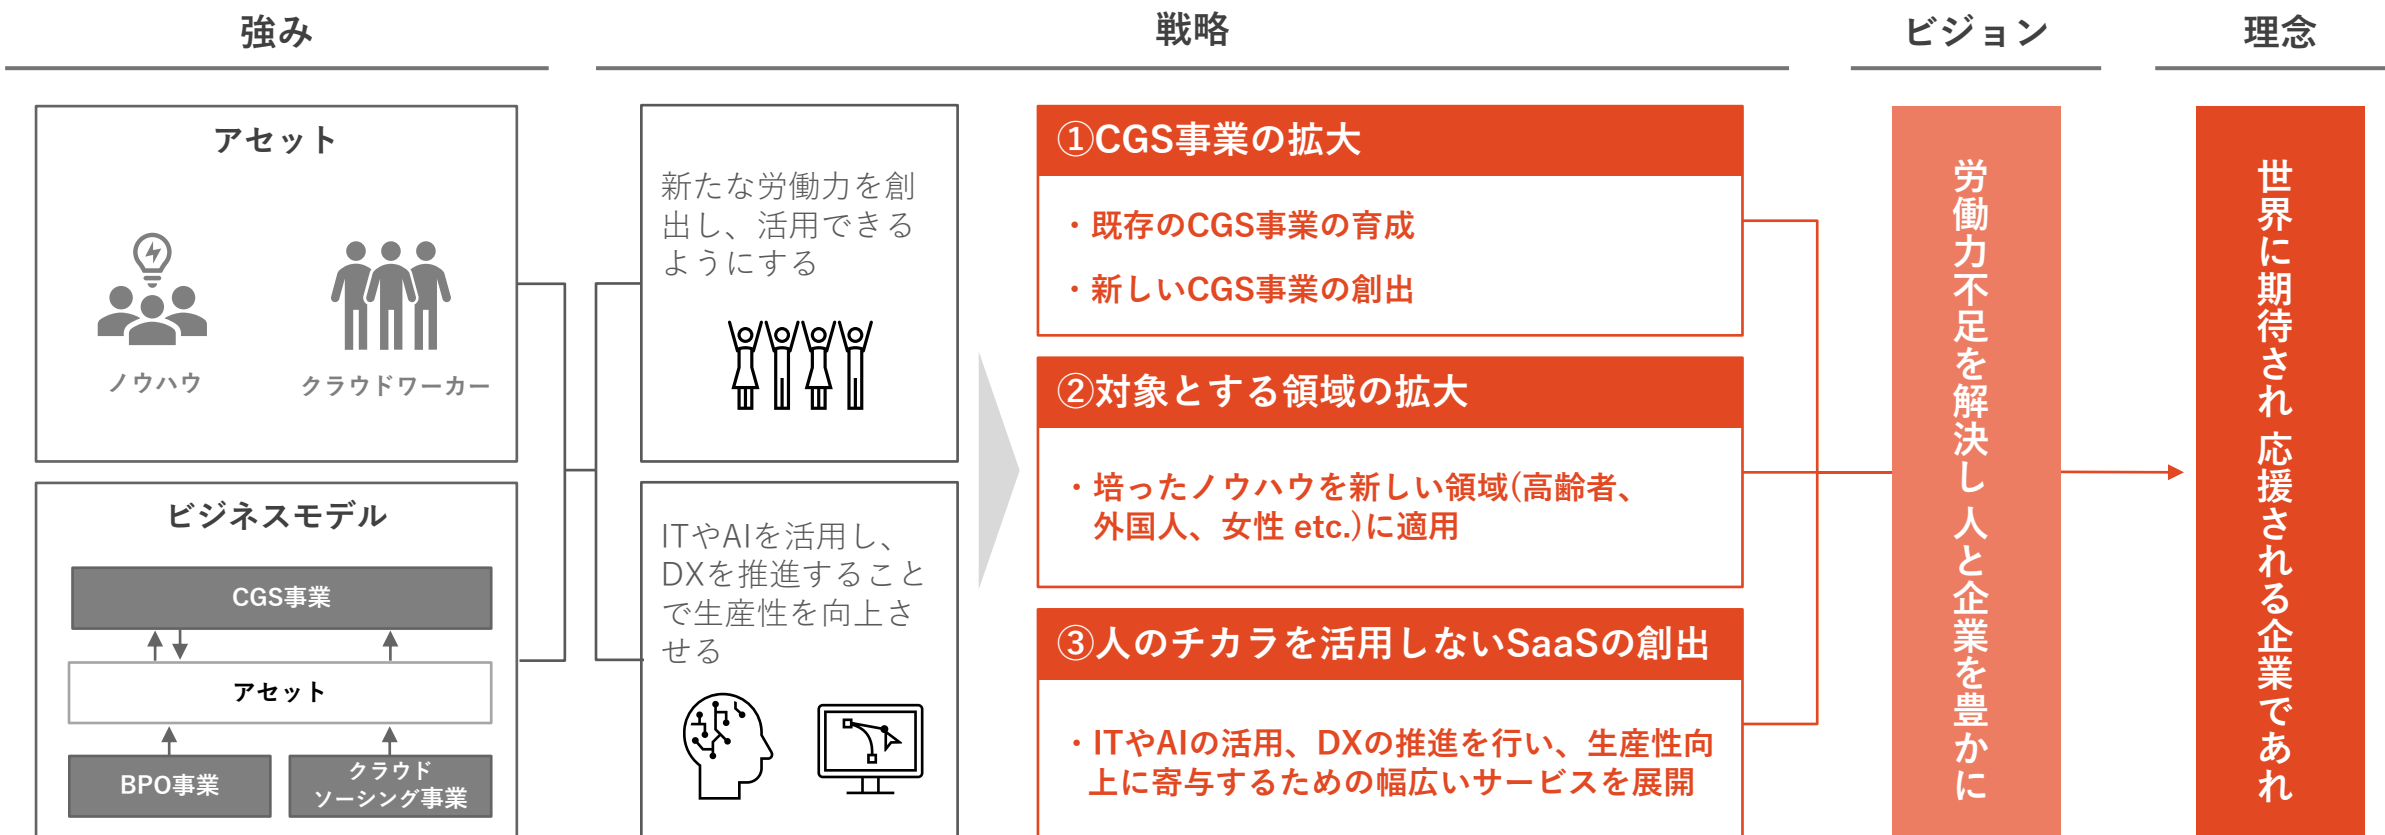 強み
戦略
ビジョン
理念
アセット
ノウハウ
クラウドワーカー
ビジネスモデル
CGS事業
アセット
BPO事業
クラウド
ソーシング事業
新たな労働力を創
出し、活用できる
ようにする
ITやAIを活用し、
DXを推進すること
で生産性を向上さ
せる
①CGS事業の拡大
・既存のCGS事業の育成
・新しいCGS事業の創出
②対象とする領域の拡大
・培ったノウハウを新しい領域(高齢者、
外国人、女性 etc.)に適用
③人のチカラを活用しないSaaSの創出
・ITやAIの活用、DXの推進を行い、生産性向
上に寄与するための幅広いサービスを展開
労働力不足を解決し 人と企業を豊かに
世界に期待され 応援される企業であれ